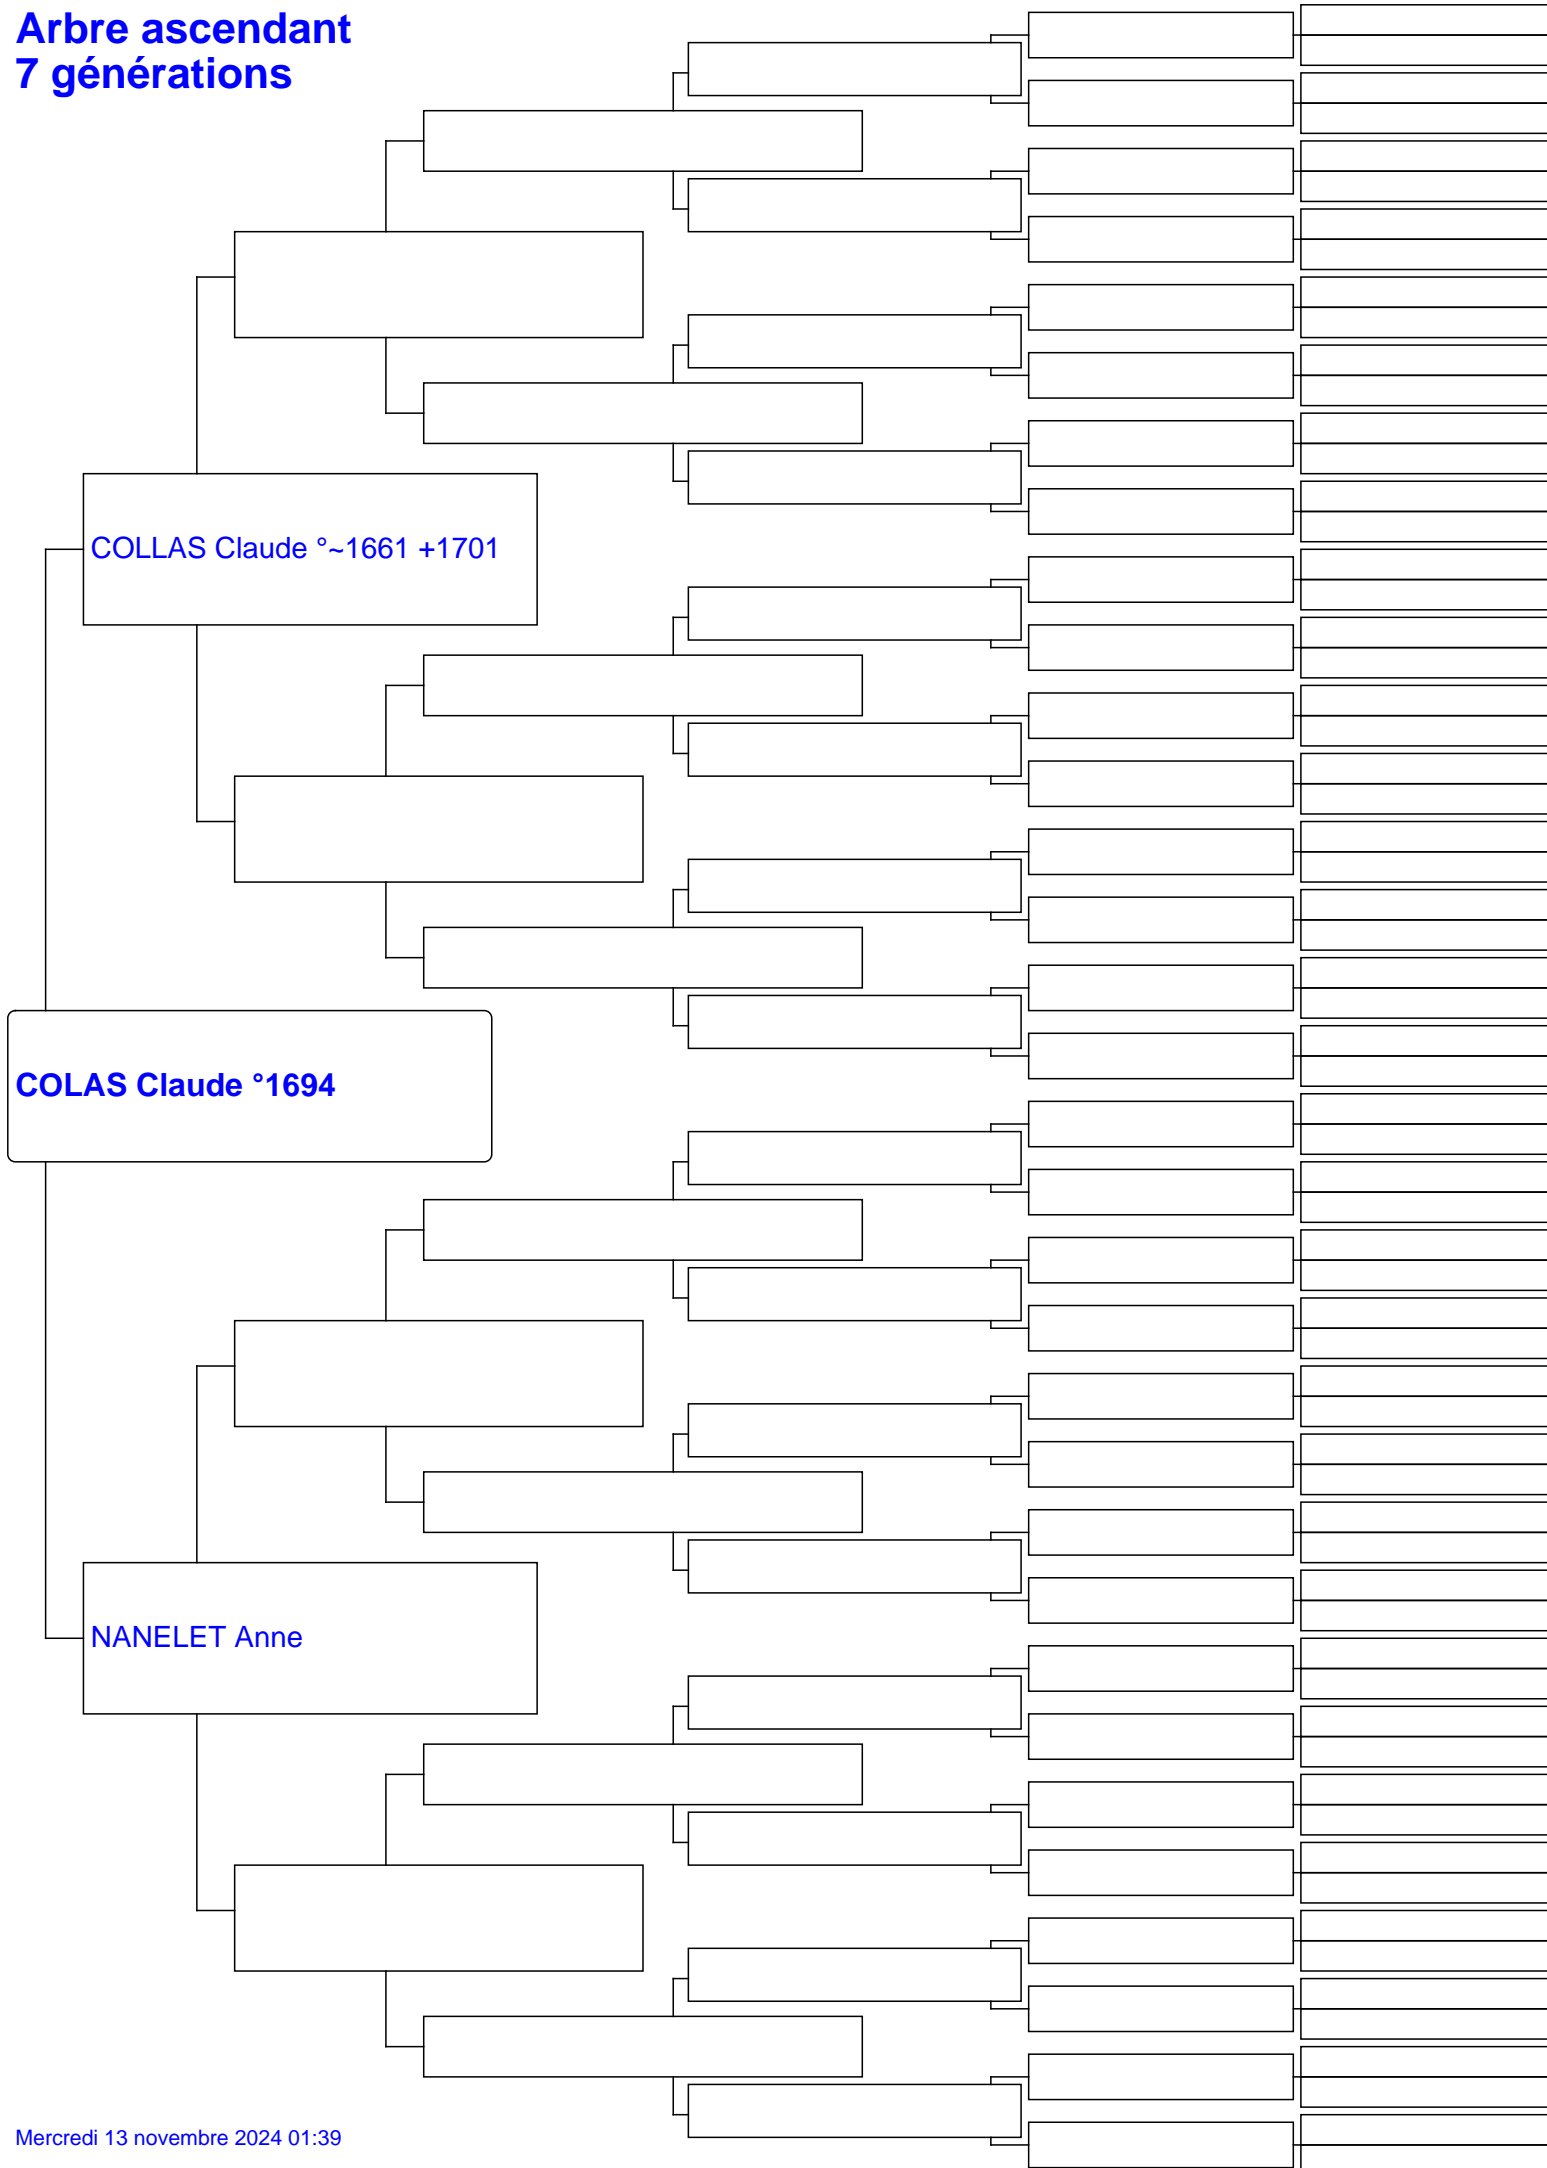 Arbre ascendant
7 générations
COLLAS Claude °~1661 +1701
COLAS Claude °1694
NANELET Anne
Mercredi 13 novembre 2024 01:39